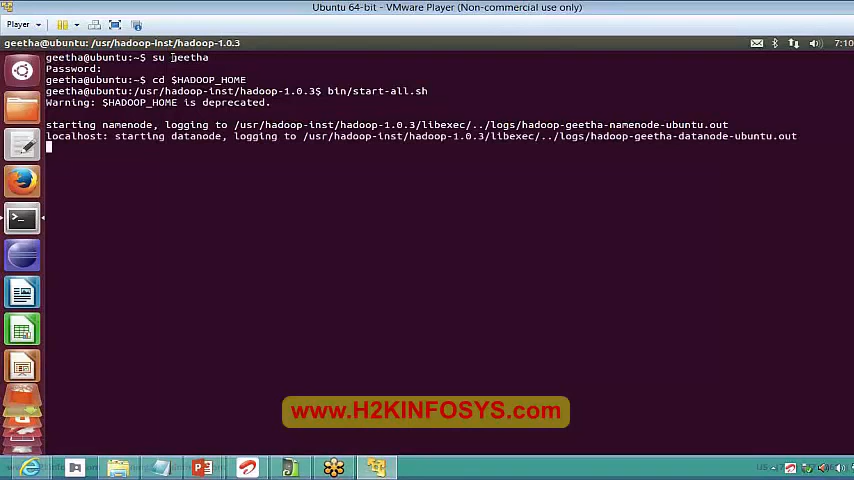 Ubuntu 64-bit - VMware Player (Non-commercial use only)
Player
geetha@ubuntu: /usr/hadoop-inst/hadoop-1.0.3
7:10
geetha@ubuntu:~$ su geetha
Password:
geetha@ubuntu:~$ cd $HADOOP_HOME
geetha@ubuntu:/usr/hadoop-inst/hadoop-1.0.3$ bin/start-all.sh
Warning: $HADOOP_HOME is deprecated.
starting namenode, logging to /usr/hadoop-inst/hadoop-1.0.3/libexec/../logs/hadoop-geetha-namenode-ubuntu.out
localhost: starting datanode, logging to /usr/hadoop-inst/hadoop-1.0.3/libexec/../logs/hadoop-geetha-datanode-ubuntu.out
www.H2KINFOSYS.com
US